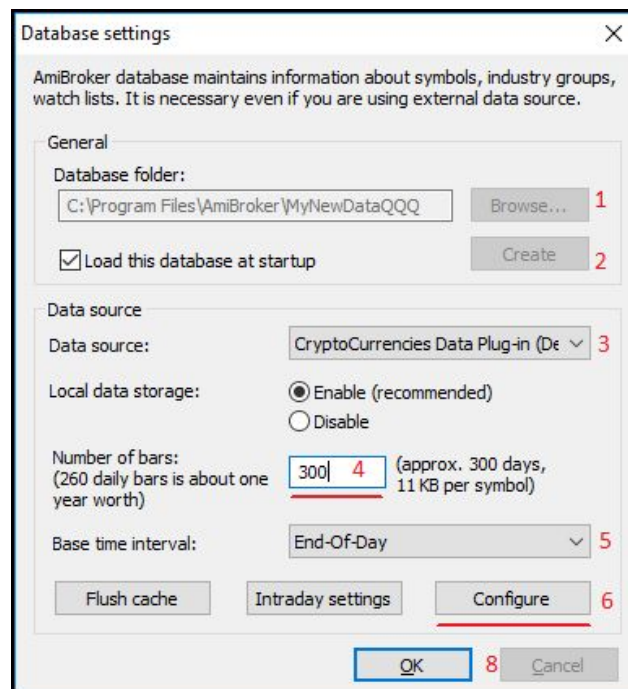 Database settings
AmiBroker database maintains information about symbols, industry groups,
watch lists. It is necessary even if you are using external data source.
General
Database folder:
C:\Program Files\AmiBroker\MyNewDataQQQ Browse... 1
Load this database at startup Create 2
Data source
Data source: CryptoCurrencies Data Plug-in (De 3
Local data storage: Enable (recommended)
Disable
Number of bars:
(260 daily bars is about one
year worth)
300 4 (approx. 300 days,
11 KB per symbol)
Base time interval: End-Of-Day 5
Flush cache Intraday settings Configure 6
OK 8 Cancel